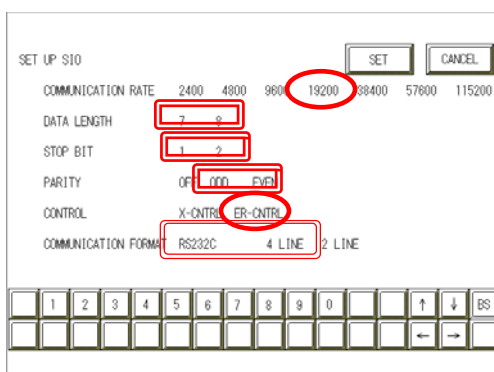 SET UP SIO SET CANCEL
COMMUNICATION RATE 2400 4800 9600 19200 38400 57600 115200
DATA LENGTH 7 8
STOP BIT 1 2
PARITY OFF ODD EVEN
CONTROL X-CNTRL ER-CNTRL
COMMUNICATION FORMAT RS232C 4 LINE 2 LINE
1 2 3 4 5 6 7 8 9 0 ↑ ↓ BS
← →